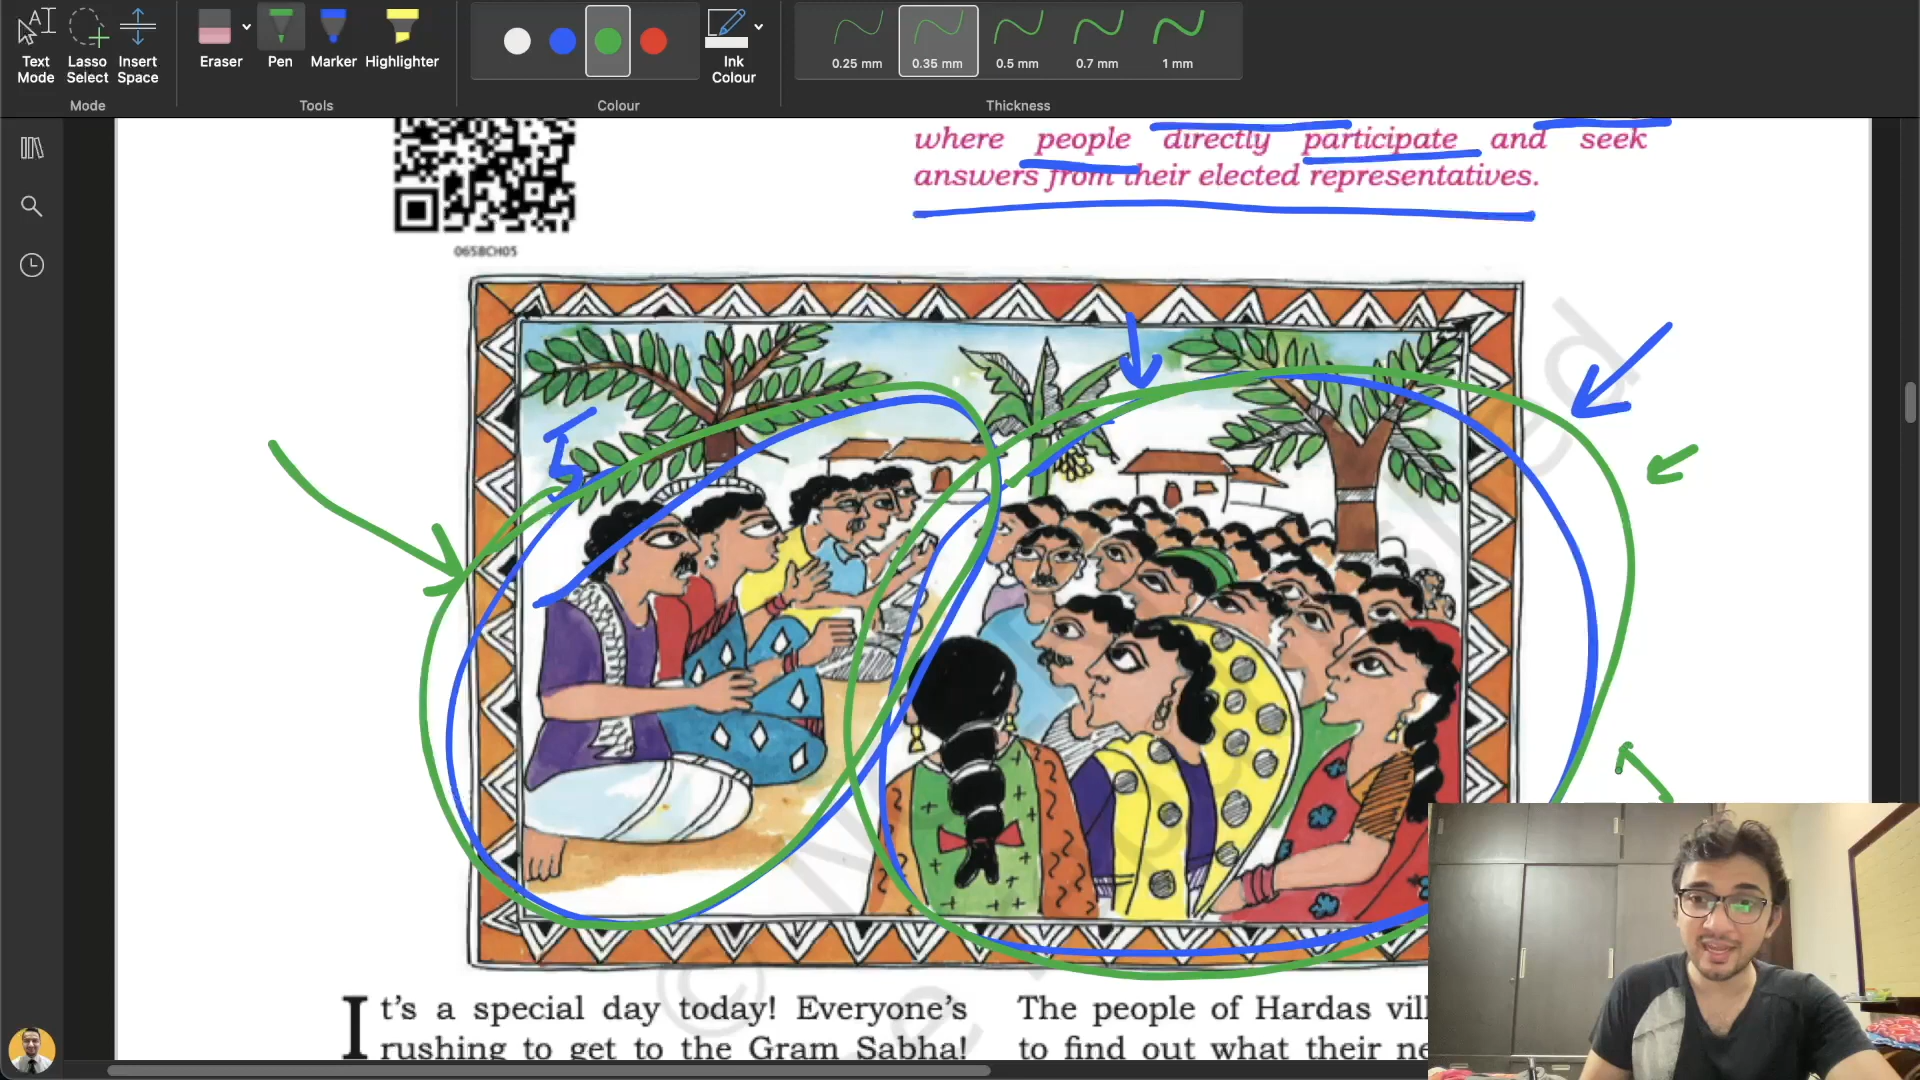 Text Mode
Lasso Select
Insert Space
Mode
Eraser
Pen
Marker
Highlighter
Tools
Ink Colour
Colour
0.25 mm
0.35 mm
0.5 mm
0.7 mm
1 mm
Thickness
where people directly participate and seek
answers from their elected representatives.
0658CH05
It's a special day today! Everyone's
rushing to get to the Gram Sabha!
The people of Hardas vill
to find out what their ne